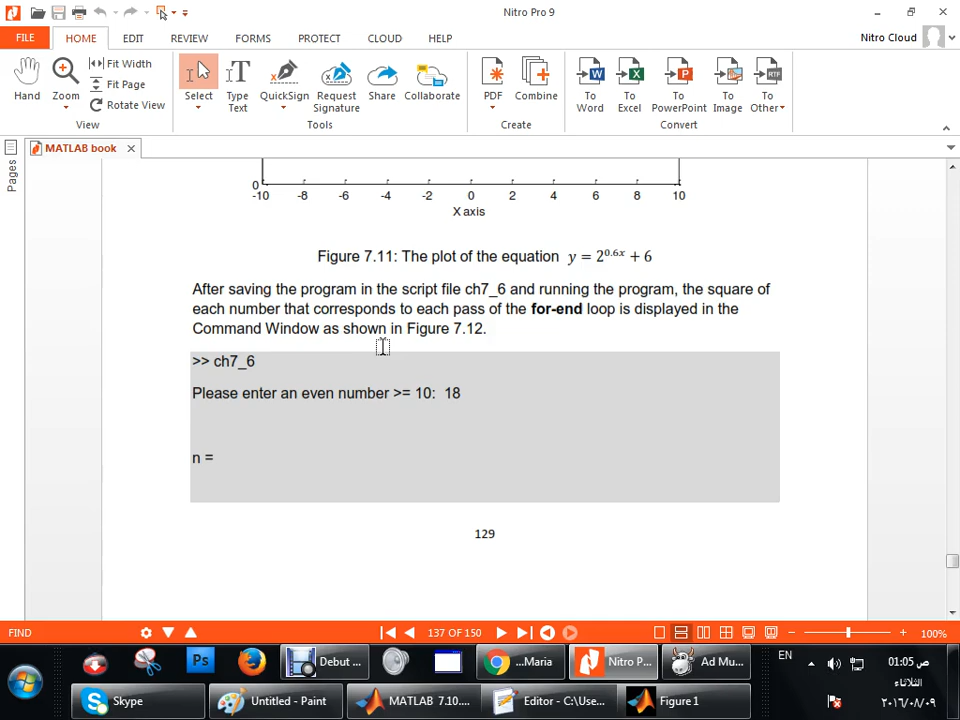 Nitro Pro 9
FILE
HOME
EDIT
REVIEW
FORMS
PROTECT
CLOUD
HELP
Nitro Cloud
Hand
Zoom
Fit Width
Fit Page
Rotate View
View
Select
Type Text
QuickSign
Request Signature
Share
Collaborate
Tools
PDF
Combine
Create
To Word
To Excel
To PowerPoint
To Image
To Other
Convert
MATLAB book
Pages
0
-10 -8 -6 -4 -2 0 2 4 6 8 10
X axis
Figure 7.11: The plot of the equation y = 2^0.6x + 6
After saving the program in the script file ch7_6 and running the program, the square of
each number that corresponds to each pass of the for-end loop is displayed in the
Command Window as shown in Figure 7.12.
>> ch7_6
Please enter an even number >= 10: 18
n =
129
FIND
137 OF 150
100%
Debut ...
...Maria
Nitro P...
Ad Mu...
EN
01:05 ص
الثلاثاء
٢٠١٦/٠٨/٠٩
Skype
Untitled - Paint
MATLAB 7.10....
Editor - C:\Use...
Figure 1
Ps